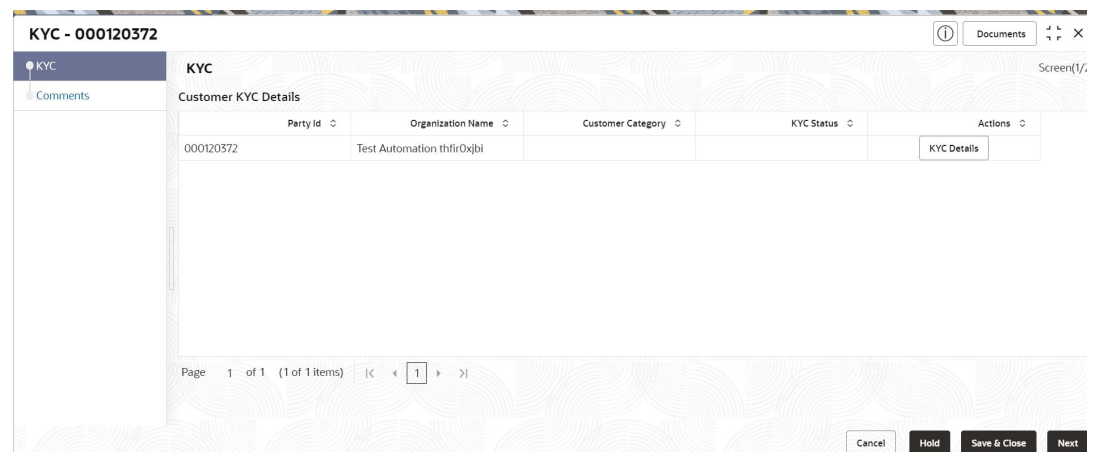 KYC - 000120372
Documents
KYC
Comments
KYC
Screen(1/2
Customer KYC Details
Party Id Organization Name Customer Category KYC Status Actions
000120372 Test Automation thfir0xjbi KYC Details
Page 1 of 1 (1 of 1 items) 1
Cancel Hold Save & Close Next